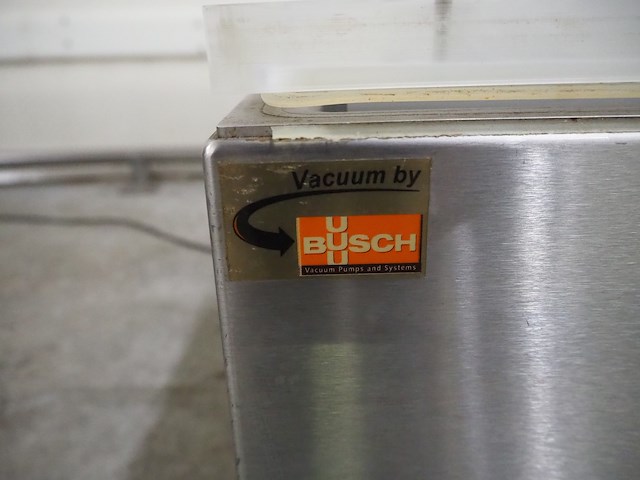 Vacuum by
BUSCH
Vacuum Pumps and Systems